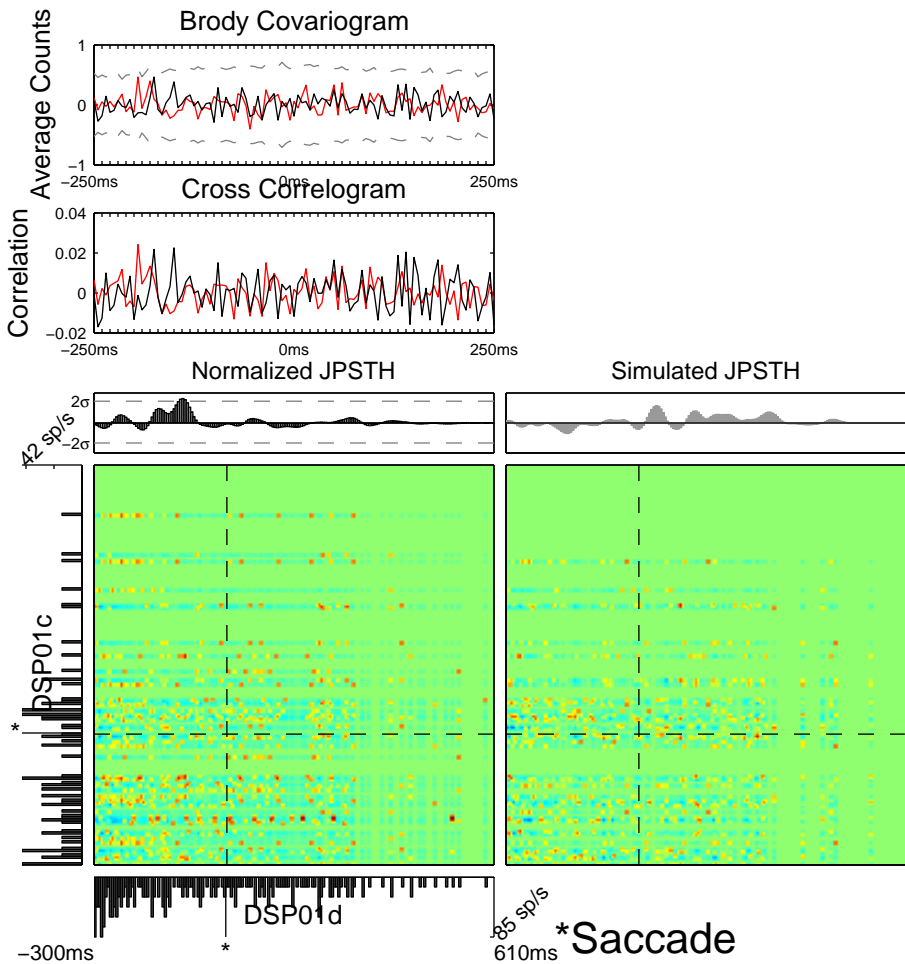 Brody Covariogram
Average Counts
1
0
−1
−250ms
0ms
250ms
Cross Correlogram
Correlation
0.04
0.02
0
−0.02
−250ms
0ms
250ms
Normalized JPSTH
Simulated JPSTH
2σ
−2σ
42 sp/s
DSP01c
*
DSP01d
85 sp/s
*
−300ms
610ms
*Saccade